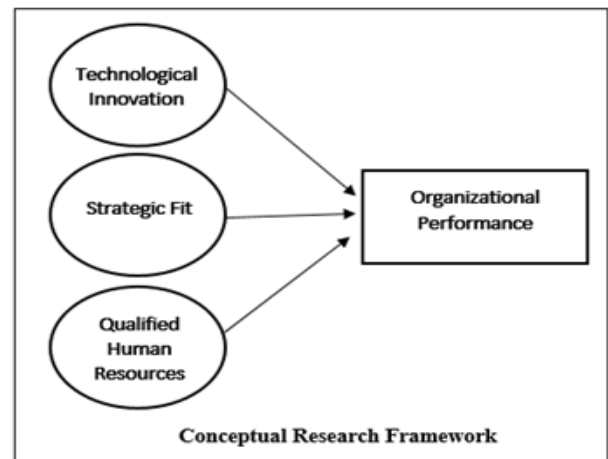 Technological
Innovation
Strategic Fit
Organizational
Performance
Qualified
Human
Resources
Conceptual Research Framework